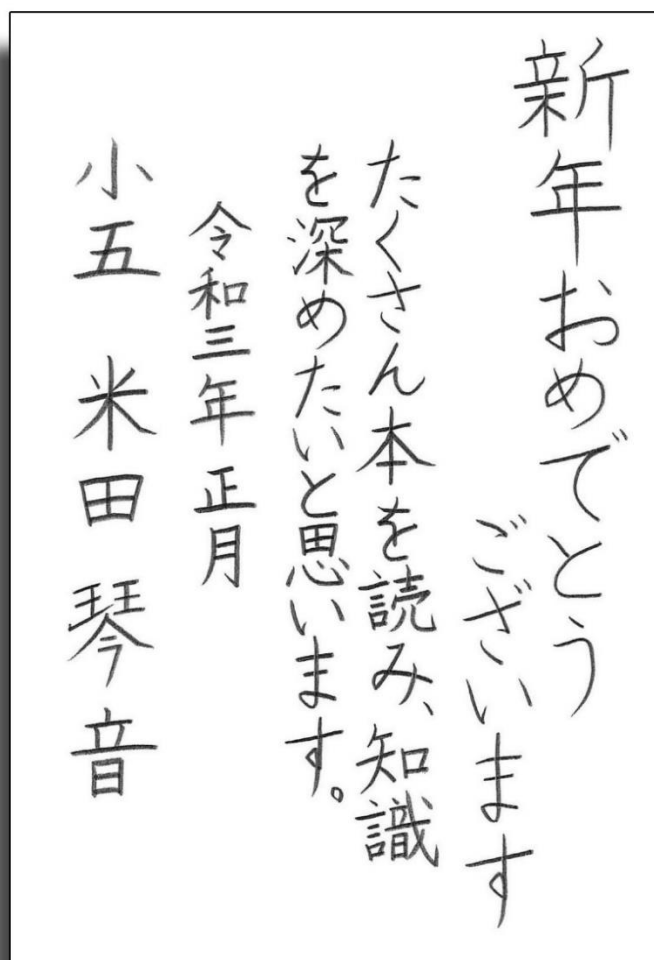 新年おめでとう
ございます
たくさん本を読み、知識
を深めたいと思います。
令和三年 正月
小五 米田 琴音